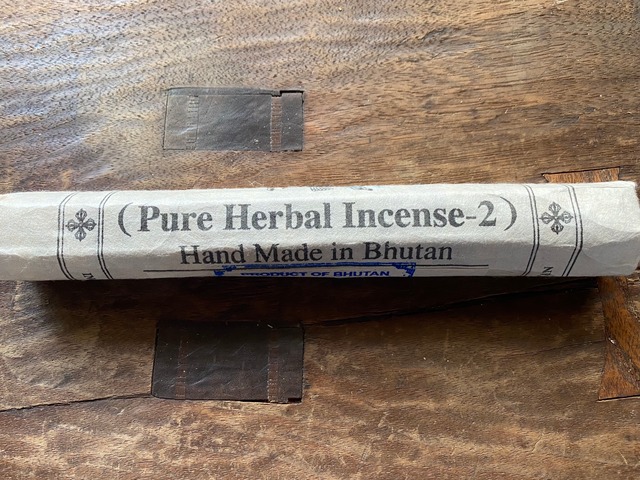 (Pure Herbal Incense-2)
Hand Made in Bhutan
PRODUCT OF BHUTAN